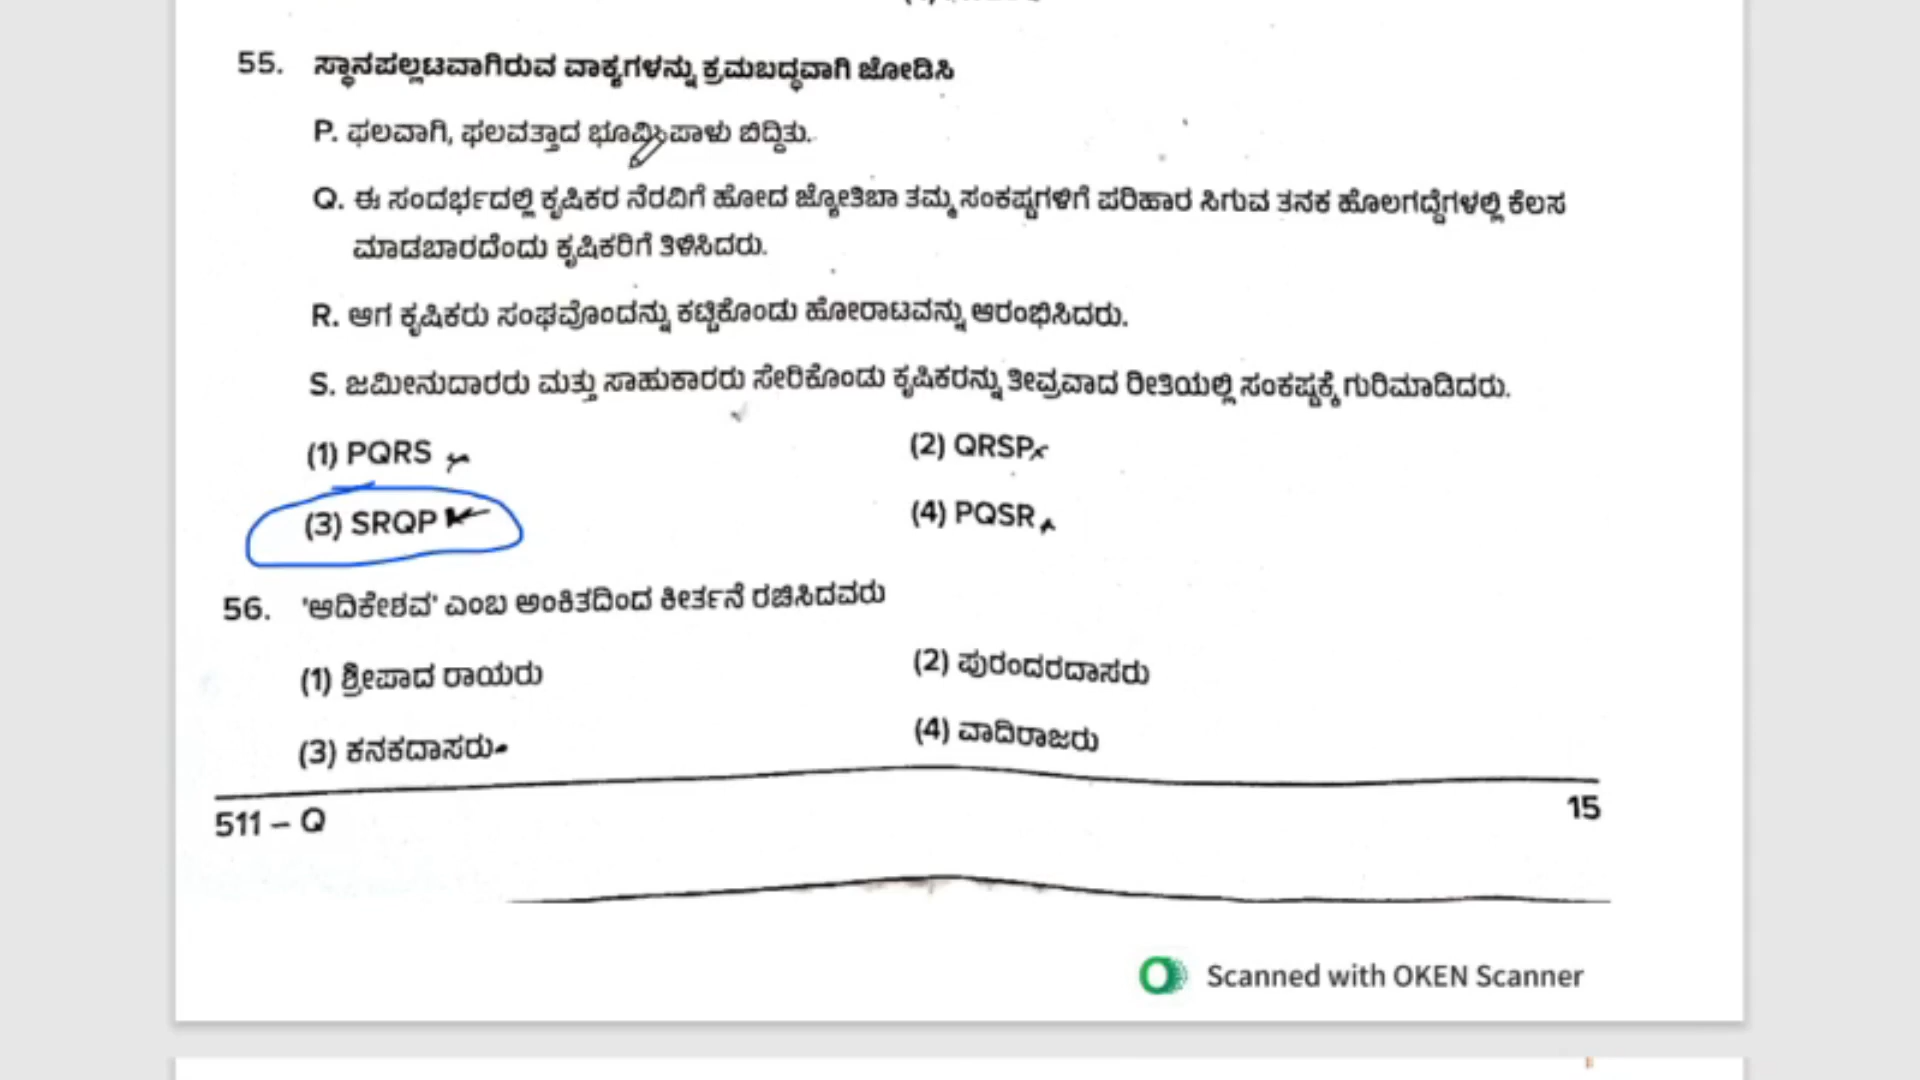 55. ಸ್ಥಾನಪಲ್ಲಟವಾಗಿರುವ ವಾಕ್ಯಗಳನ್ನು ಕ್ರಮಬದ್ಧವಾಗಿ ಜೋಡಿಸಿ
P. ಫಲವಾಗಿ, ಫಲವತ್ತಾದ ಭೂಮಿ ಪಾಳು ಬಿದ್ದಿತು.
Q. ಈ ಸಂದರ್ಭದಲ್ಲಿ ಕೃಷಿಕರ ನೆರವಿಗೆ ಹೋದ ಜ್ಯೋತಿಬಾ ತಮ್ಮ ಸಂಕಷ್ಟಗಳಿಗೆ ಪರಿಹಾರ ಸಿಗುವ ತನಕ ಹೊಲಗದ್ದೆಗಳಲ್ಲಿ ಕೆಲಸ
ಮಾಡಬಾರದೆಂದು ಕೃಷಿಕರಿಗೆ ತಿಳಿಸಿದರು.
R. ಆಗ ಕೃಷಿಕರು ಸಂಘವೊಂದನ್ನು ಕಟ್ಟಿಕೊಂಡು ಹೋರಾಟವನ್ನು ಆರಂಭಿಸಿದರು.
S. ಜಮೀನುದಾರರು ಮತ್ತು ಸಾಹುಕಾರರು ಸೇರಿಕೊಂಡು ಕೃಷಿಕರನ್ನು ತೀವ್ರವಾದ ರೀತಿಯಲ್ಲಿ ಸಂಕಷ್ಟಕ್ಕೆ ಗುರಿಮಾಡಿದರು.
(1) PQRS (2) QRSP
(3) SRQP (4) PQSR
56. 'ಆದಿಕೇಶವ' ಎಂಬ ಅಂಕಿತದಿಂದ ಕೀರ್ತನೆ ರಚಿಸಿದವರು
(1) ಶ್ರೀಪಾದ ರಾಯರು (2) ಪುರಂದರದಾಸರು
(3) ಕನಕದಾಸರು (4) ವಾದಿರಾಜರು
511 – Q 15
Scanned with OKEN Scanner